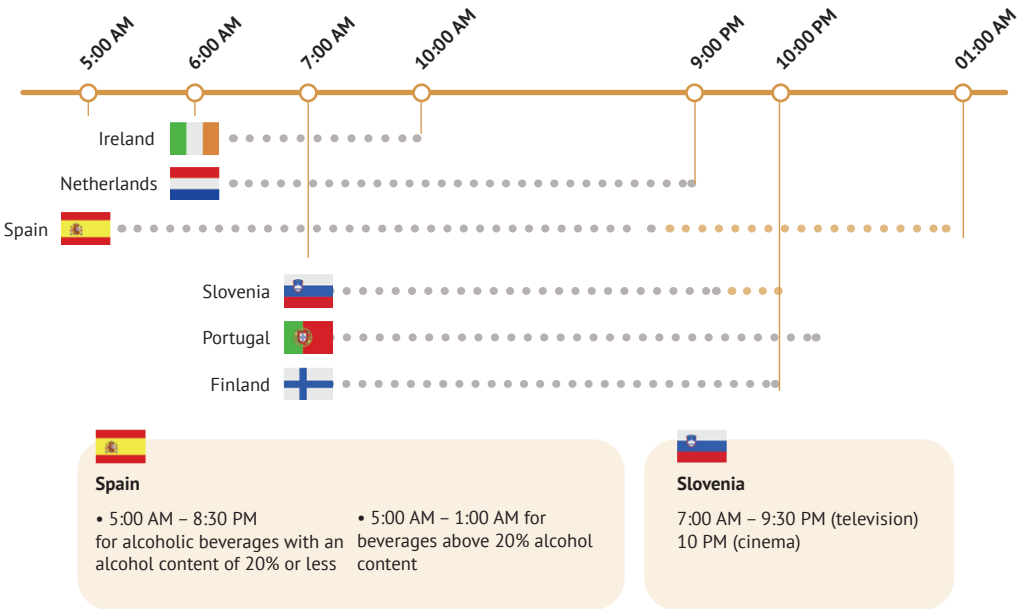 5:00 AM
6:00 AM
7:00 AM
10:00 AM
9:00 PM
10:00 PM
01:00 AM
Ireland
Netherlands
Spain
Slovenia
Portugal
Finland
Spain
• 5:00 AM – 8:30 PM
for alcoholic beverages with an
alcohol content of 20% or less
• 5:00 AM – 1:00 AM for
beverages above 20% alcohol
content
Slovenia
7:00 AM – 9:30 PM (television)
10 PM (cinema)